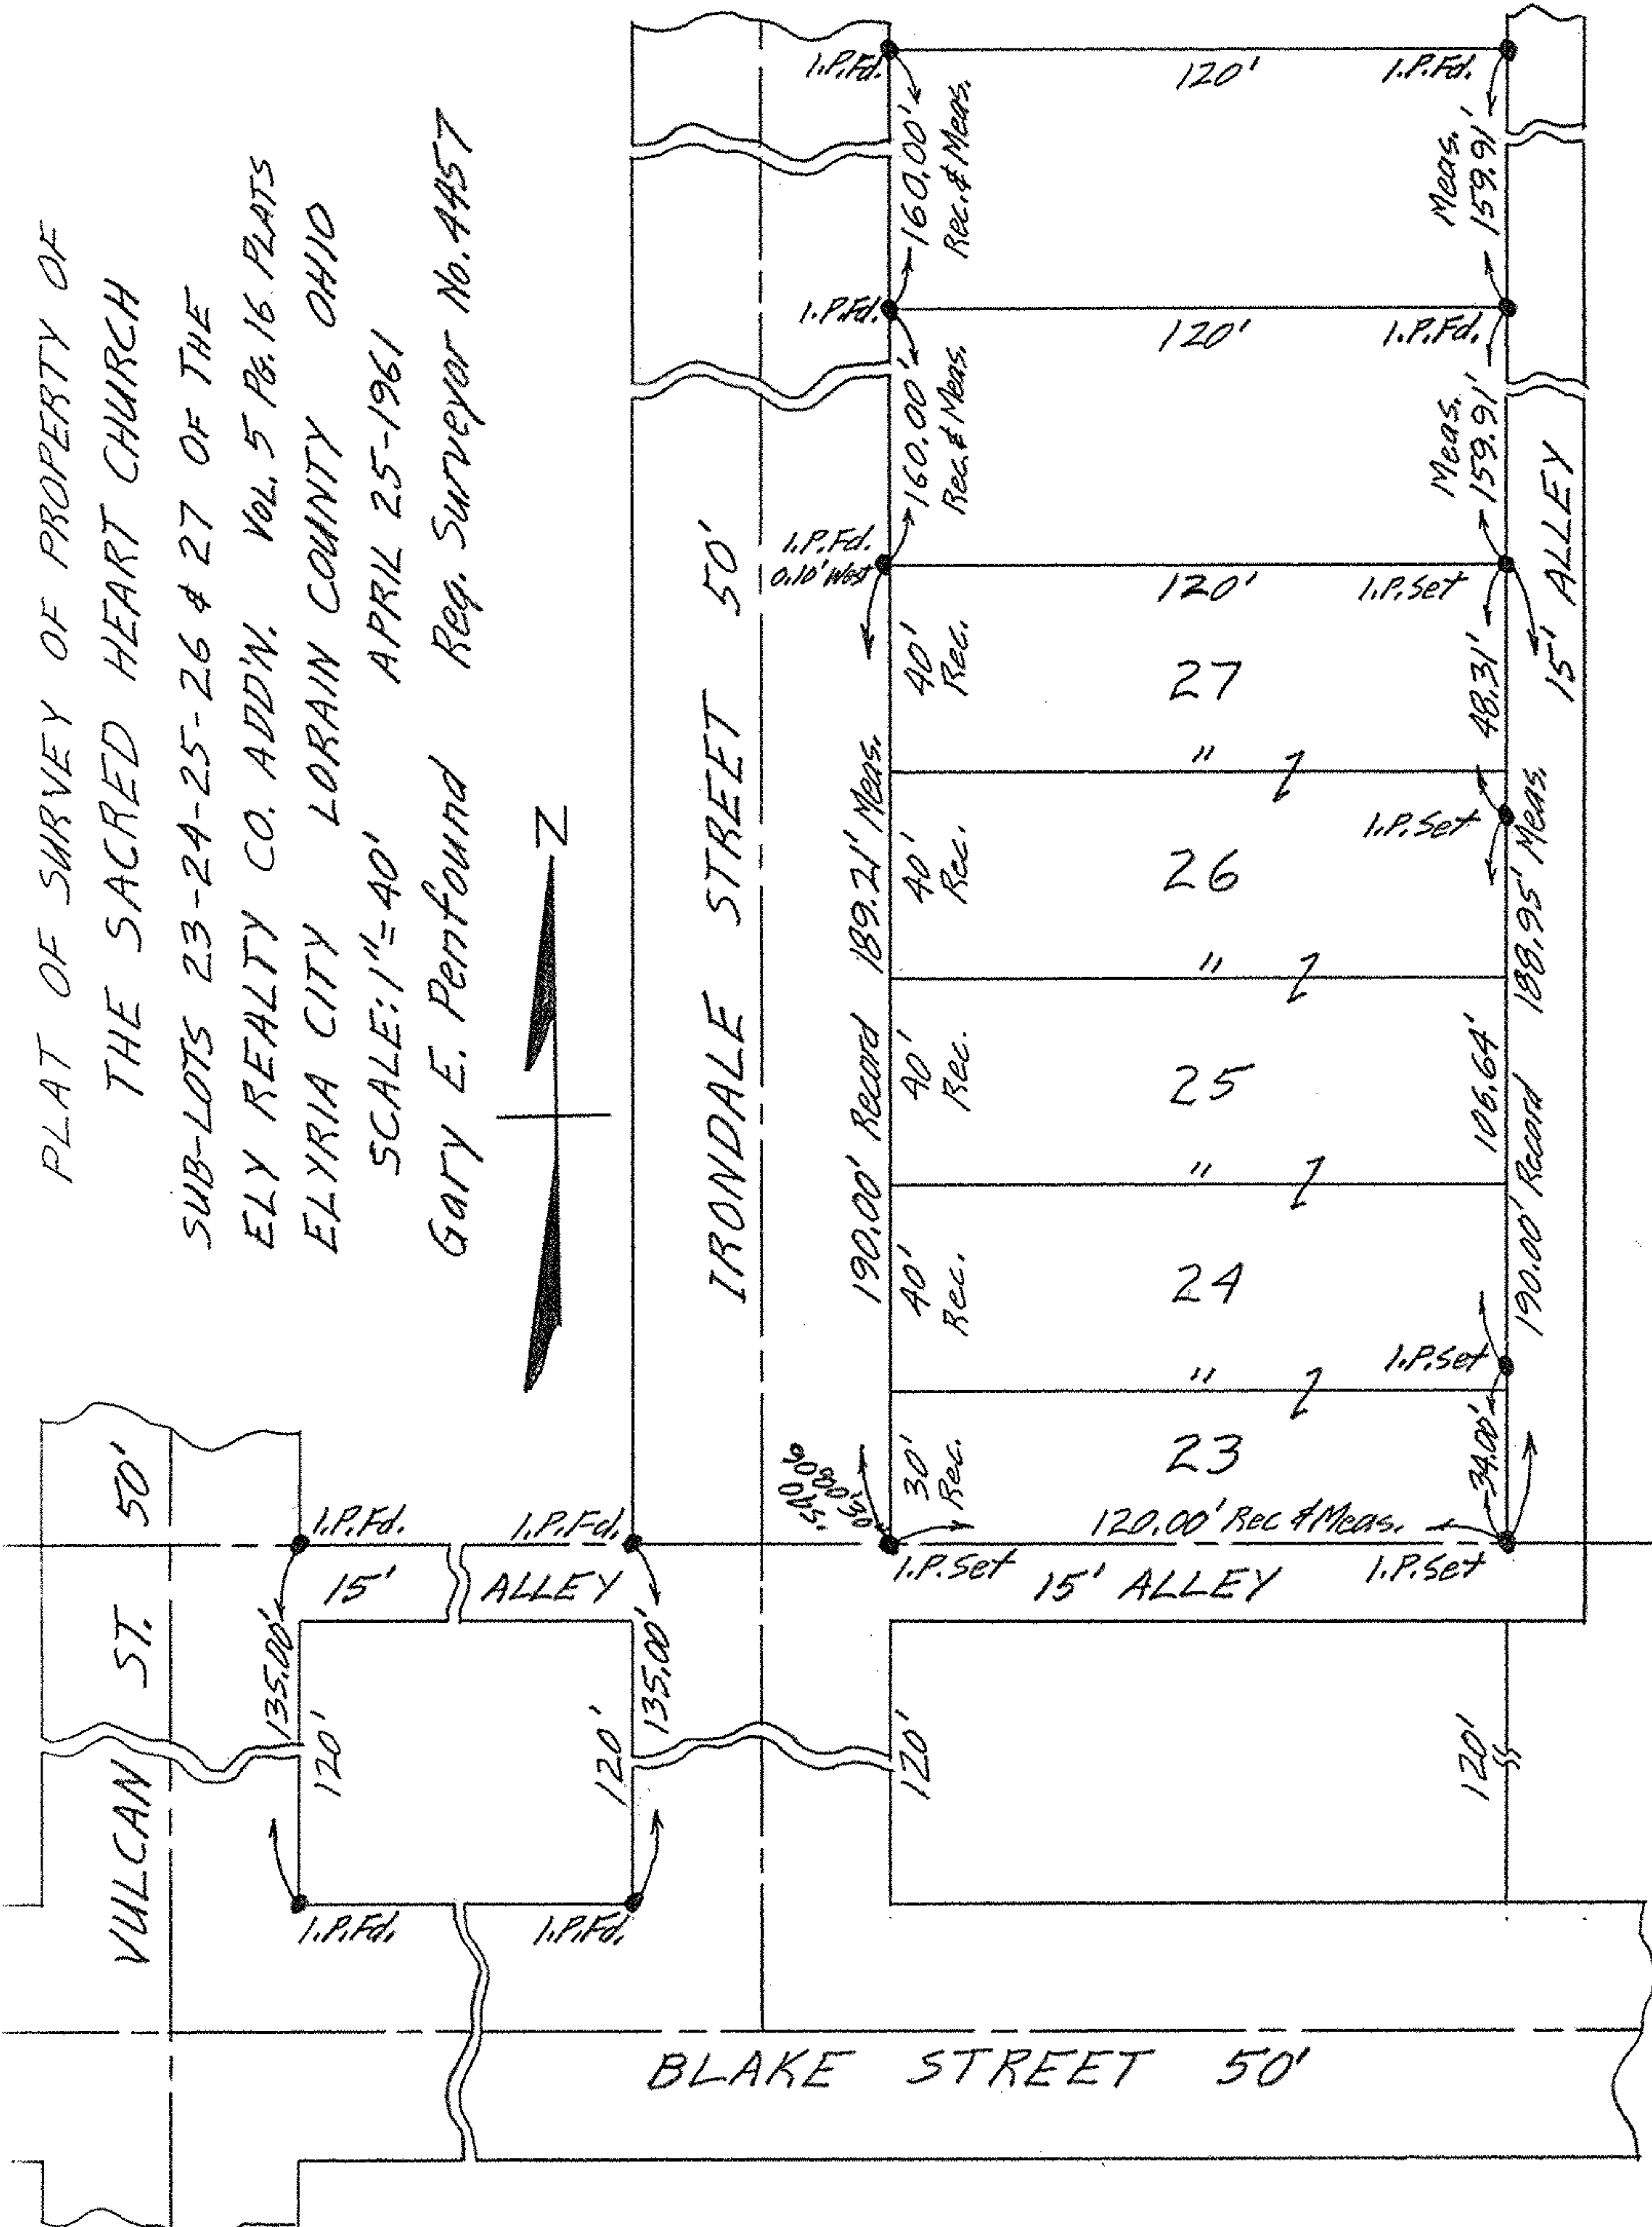 PLAT OF SURVEY OF PROPERTY OF
THE SACRED HEART CHURCH
SUB-LOTS 23-24-25-26 & 27 OF THE
ELY REALTY CO. ADD'N. VOL. 5 PG. 16 PLATS
ELYRIA CITY LORAIN COUNTY OHIO
SCALE: 1"= 40' APRIL 25-1961
Gary E. Penfound Reg. Surveyor No. 4457
N
VULCAN ST. 50'
I.P.Fd.
135.00'
120'
I.P.Fd.
15' ALLEY
I.P.Fd.
I.P.Fd.
120'
135.00'
IRONDALE STREET 50'
I.P.Fd.
0.10' West
I.P.Fd.
I.P.Fd.
190.00' Record 189.21' Meas.
160.00'
Rec. & Meas.
160.00'
Rec. & Meas.
30'
Rec.
40'
Rec.
40'
Rec.
40'
Rec.
40'
Rec.
I.P.Set
120.00' Rec & Meas.
I.P.Set
15' ALLEY
23
24
25
26
27
"
"
"
"
120'
120'
120'
I.P.Set
I.P.Set
I.P.Set
I.P.Fd.
I.P.Fd.
34.00'
106.64'
48.31'
Meas.
159.91'
Meas.
159.91'
190.00' Record 188.95' Meas.
15' ALLEY
120'
120'
BLAKE STREET 50'